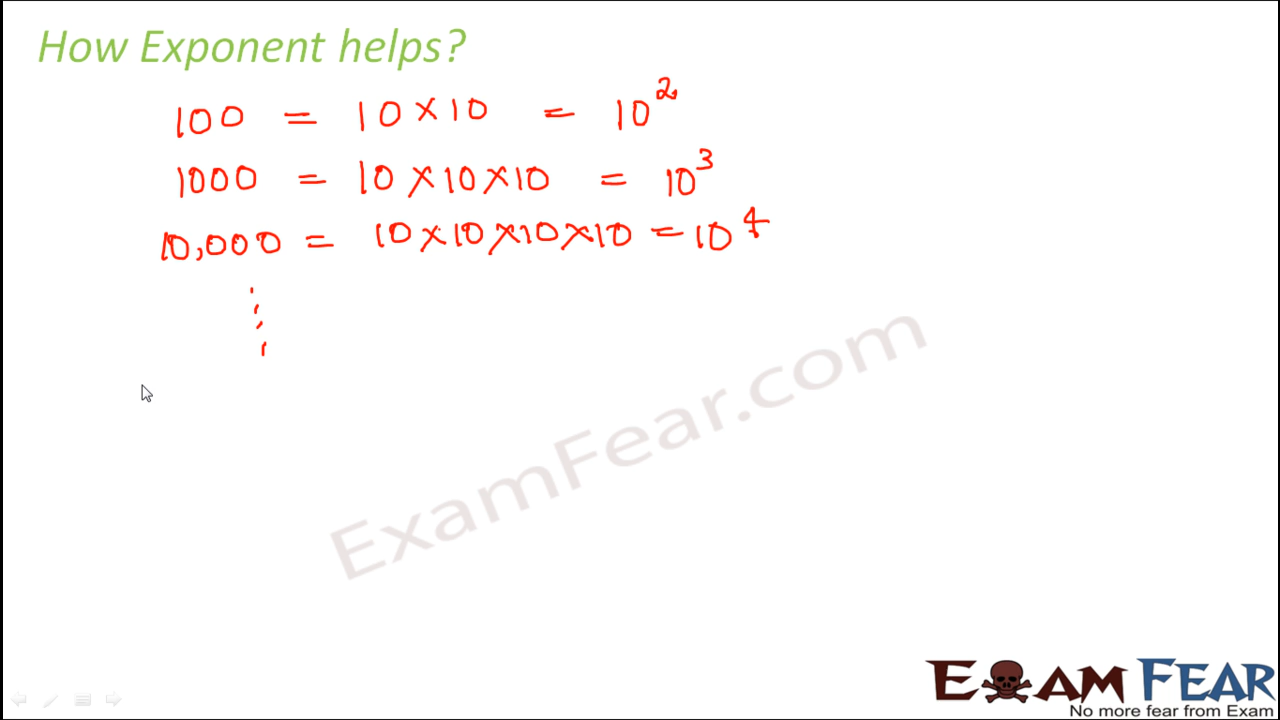 How Exponent helps?
100 = 10 × 10 = 10²
1000 = 10 × 10 × 10 = 10³
10,000 = 10 × 10 × 10 × 10 = 10⁴
ExamFear.com
EXAM FEAR
No more fear from Exam